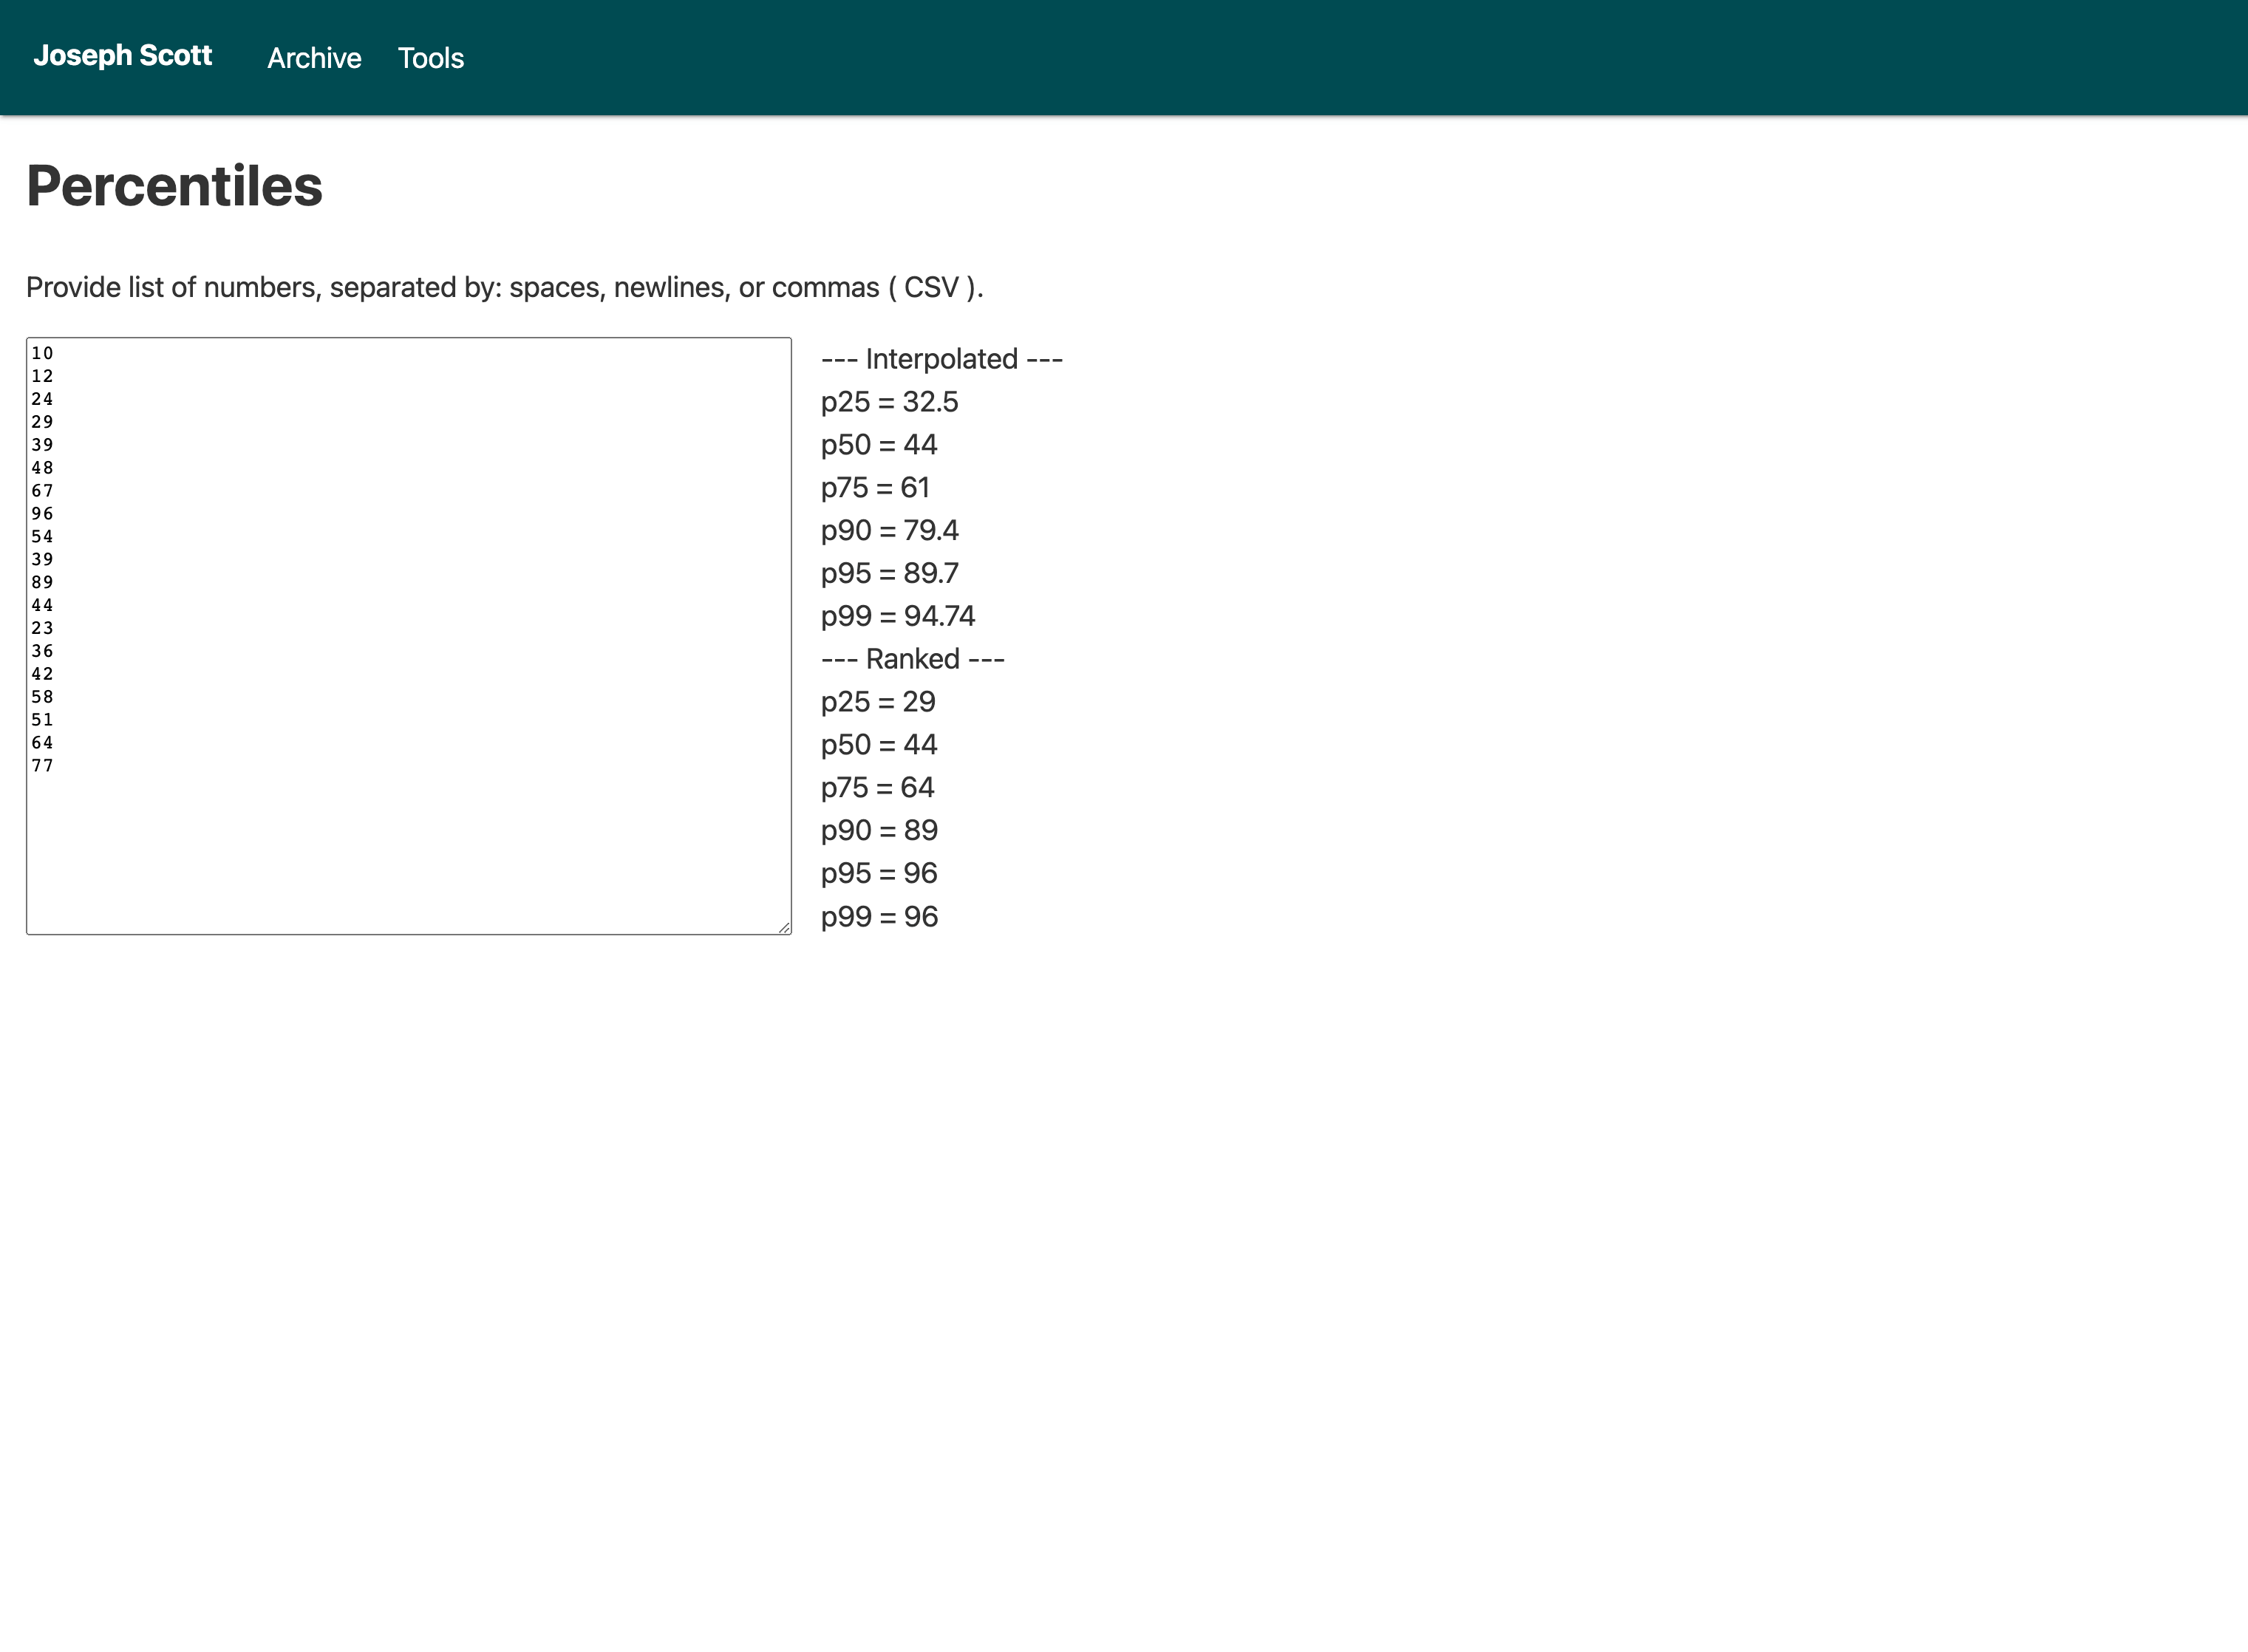 Joseph Scott Archive Tools
Percentiles
Provide list of numbers, separated by: spaces, newlines, or commas ( CSV ).
10
12
24
29
39
48
67
96
54
39
89
44
23
36
42
58
51
64
77
--- Interpolated ---
p25 = 32.5
p50 = 44
p75 = 61
p90 = 79.4
p95 = 89.7
p99 = 94.74
--- Ranked ---
p25 = 29
p50 = 44
p75 = 64
p90 = 89
p95 = 96
p99 = 96